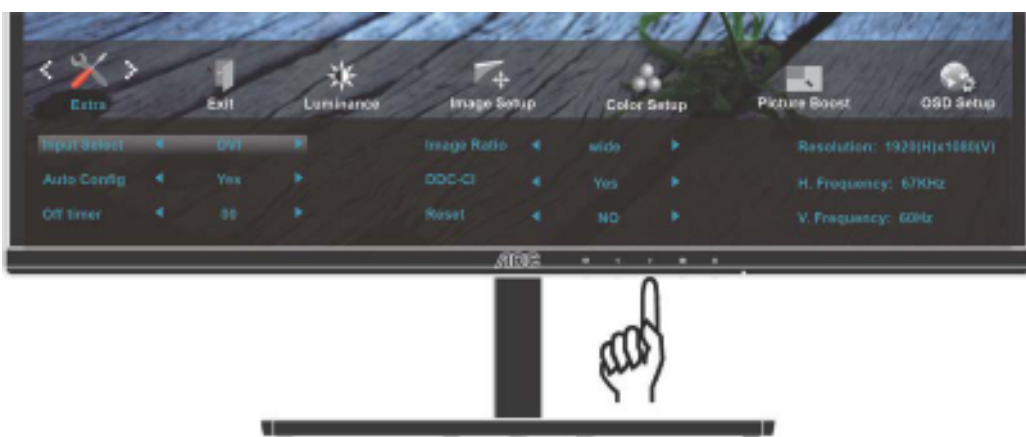 < >
Extra Exit Luminance Image Setup Color Setup Picture Boost OSD Setup
Input Select DVI Image Ratio wide Resolution: 1920(H)x1080(V)
Auto Config Yes DDC-CI Yes H. Frequency: 67KHz
Off timer 00 Reset NO V. Frequency: 60Hz
AOC